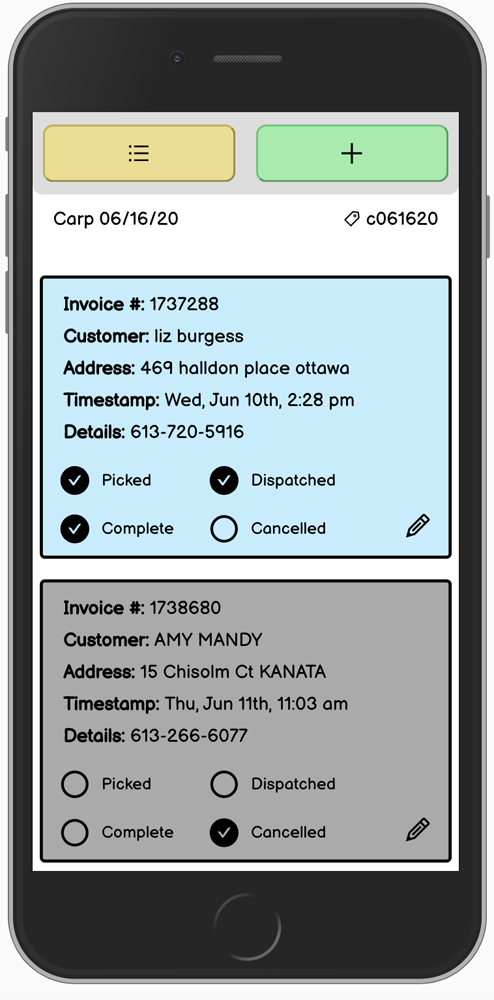 Carp 06/16/20 c061620
Invoice #: 1737288
Customer: liz burgess
Address: 469 halldon place ottawa
Timestamp: Wed, Jun 10th, 2:28 pm
Details: 613-720-5916
Picked Dispatched
Complete Cancelled
Invoice #: 1738680
Customer: AMY MANDY
Address: 15 Chisolm Ct KANATA
Timestamp: Thu, Jun 11th, 11:03 am
Details: 613-266-6077
Picked Dispatched
Complete Cancelled